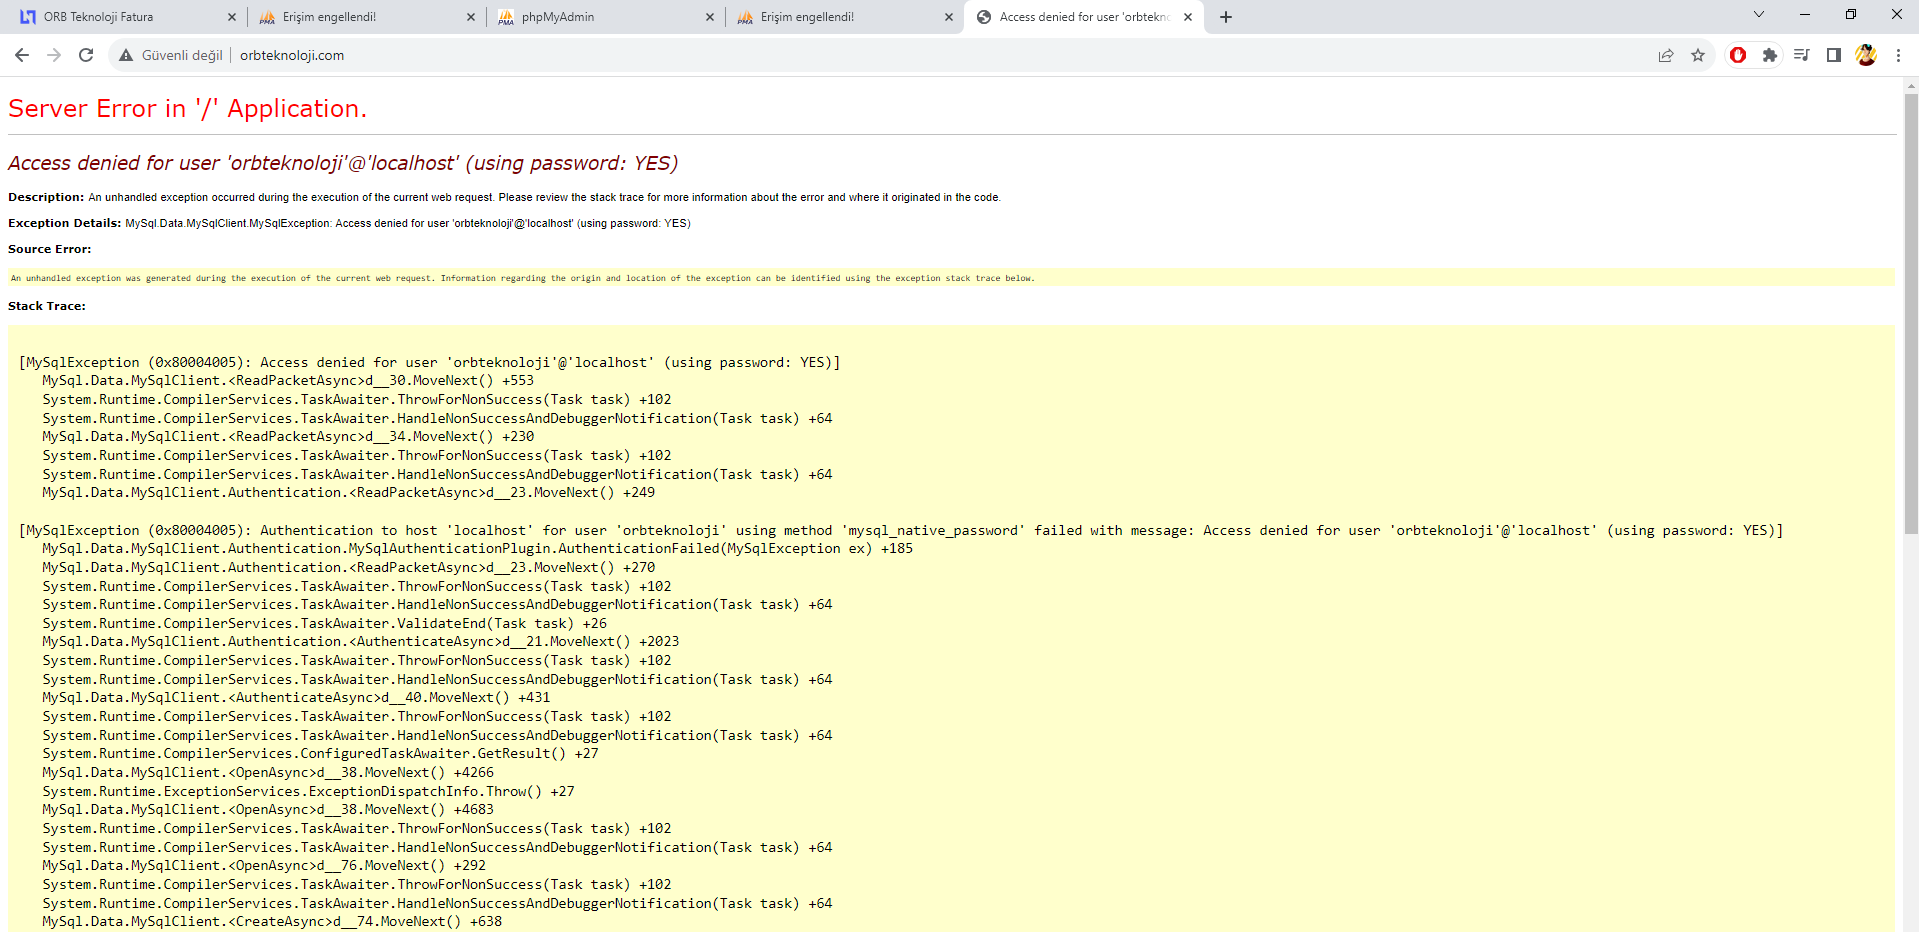 ORB Teknoloji Fatura
Erişim engellendi!
phpMyAdmin
Erişim engellendi!
Access denied for user 'orbtekno
Güvenli değil
orbteknoloji.com
Server Error in '/' Application.
Access denied for user 'orbteknoloji'@'localhost' (using password: YES)
Description: An unhandled exception occurred during the execution of the current web request. Please review the stack trace for more information about the error and where it originated in the code.
Exception Details: MySql.Data.MySqlClient.MySqlException: Access denied for user 'orbteknoloji'@'localhost' (using password: YES)
Source Error:
An unhandled exception was generated during the execution of the current web request. Information regarding the origin and location of the exception can be identified using the exception stack trace below.
Stack Trace:
[MySqlException (0x80004005): Access denied for user 'orbteknoloji'@'localhost' (using password: YES)]
MySql.Data.MySqlClient.<ReadPacketAsync>d__30.MoveNext() +553
System.Runtime.CompilerServices.TaskAwaiter.ThrowForNonSuccess(Task task) +102
System.Runtime.CompilerServices.TaskAwaiter.HandleNonSuccessAndDebuggerNotification(Task task) +64
MySql.Data.MySqlClient.<ReadPacketAsync>d__34.MoveNext() +230
System.Runtime.CompilerServices.TaskAwaiter.ThrowForNonSuccess(Task task) +102
System.Runtime.CompilerServices.TaskAwaiter.HandleNonSuccessAndDebuggerNotification(Task task) +64
MySql.Data.MySqlClient.Authentication.<ReadPacketAsync>d__23.MoveNext() +249
[MySqlException (0x80004005): Authentication to host 'localhost' for user 'orbteknoloji' using method 'mysql_native_password' failed with message: Access denied for user 'orbteknoloji'@'localhost' (using password: YES)]
MySql.Data.MySqlClient.Authentication.MySqlAuthenticationPlugin.AuthenticationFailed(MySqlException ex) +185
MySql.Data.MySqlClient.Authentication.<ReadPacketAsync>d__23.MoveNext() +270
System.Runtime.CompilerServices.TaskAwaiter.ThrowForNonSuccess(Task task) +102
System.Runtime.CompilerServices.TaskAwaiter.HandleNonSuccessAndDebuggerNotification(Task task) +64
System.Runtime.CompilerServices.TaskAwaiter.ValidateEnd(Task task) +26
MySql.Data.MySqlClient.Authentication.<AuthenticateAsync>d__21.MoveNext() +2023
System.Runtime.CompilerServices.TaskAwaiter.ThrowForNonSuccess(Task task) +102
System.Runtime.CompilerServices.TaskAwaiter.HandleNonSuccessAndDebuggerNotification(Task task) +64
MySql.Data.MySqlClient.<AuthenticateAsync>d__40.MoveNext() +431
System.Runtime.CompilerServices.TaskAwaiter.ThrowForNonSuccess(Task task) +102
System.Runtime.CompilerServices.TaskAwaiter.HandleNonSuccessAndDebuggerNotification(Task task) +64
System.Runtime.CompilerServices.ConfiguredTaskAwaiter.GetResult() +27
MySql.Data.MySqlClient.<OpenAsync>d__38.MoveNext() +4266
System.Runtime.ExceptionServices.ExceptionDispatchInfo.Throw() +27
MySql.Data.MySqlClient.<OpenAsync>d__38.MoveNext() +4683
System.Runtime.CompilerServices.TaskAwaiter.ThrowForNonSuccess(Task task) +102
System.Runtime.CompilerServices.TaskAwaiter.HandleNonSuccessAndDebuggerNotification(Task task) +64
MySql.Data.MySqlClient.<OpenAsync>d__76.MoveNext() +292
System.Runtime.CompilerServices.TaskAwaiter.ThrowForNonSuccess(Task task) +102
System.Runtime.CompilerServices.TaskAwaiter.HandleNonSuccessAndDebuggerNotification(Task task) +64
MySql.Data.MySqlClient.<CreateAsync>d__74.MoveNext() +638